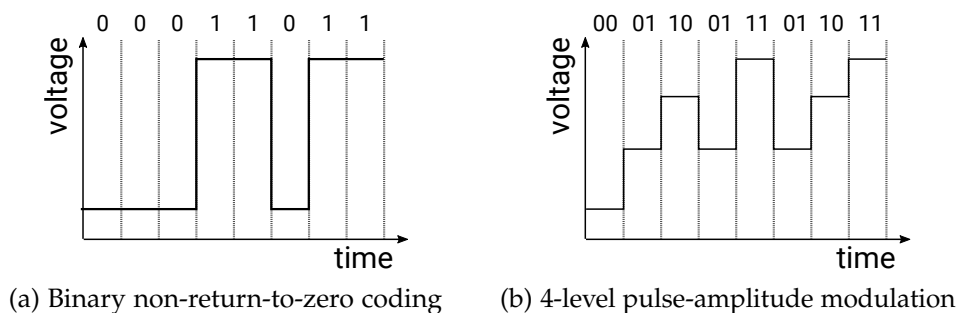 0 0 0 1 1 0 1 1
voltage
time
(a) Binary non-return-to-zero coding
00 01 10 01 11 01 10 11
voltage
time
(b) 4-level pulse-amplitude modulation